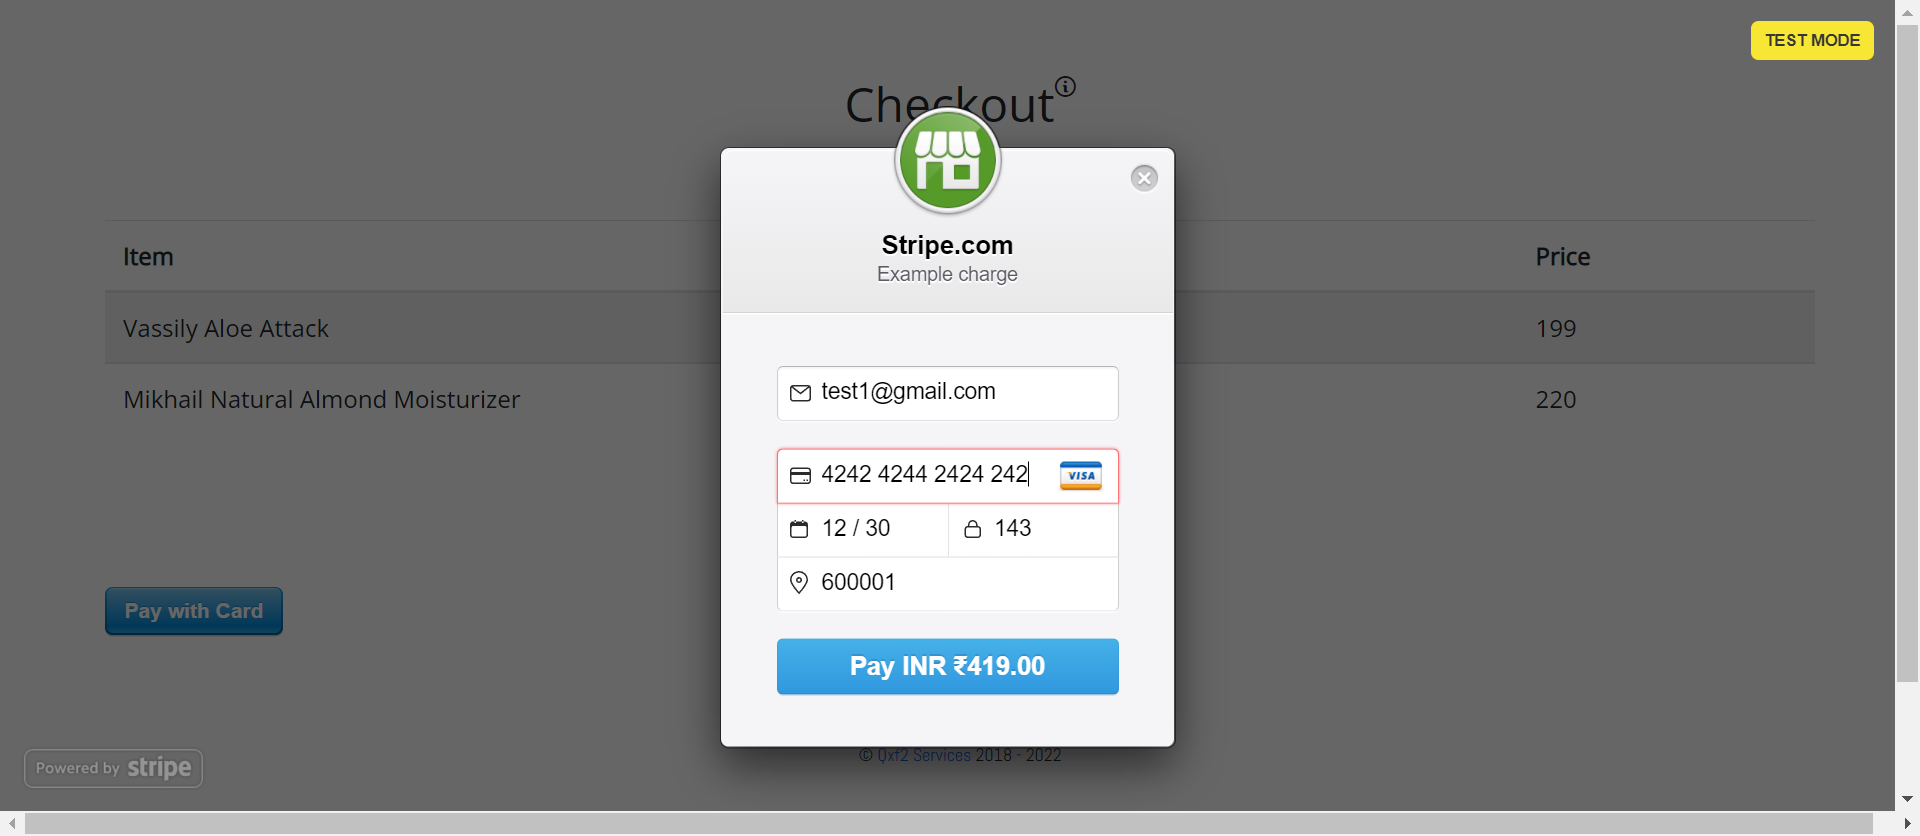 TEST MODE
Checkout
Stripe.com
Example charge
Item Price
Vassily Aloe Attack 199
Mikhail Natural Almond Moisturizer 220
test1@gmail.com
4242 4244 2424 242 VISA
12 / 30 143
600001
Pay with Card
Pay INR ₹419.00
Powered by stripe
© Qxf2 Services 2018 - 2022